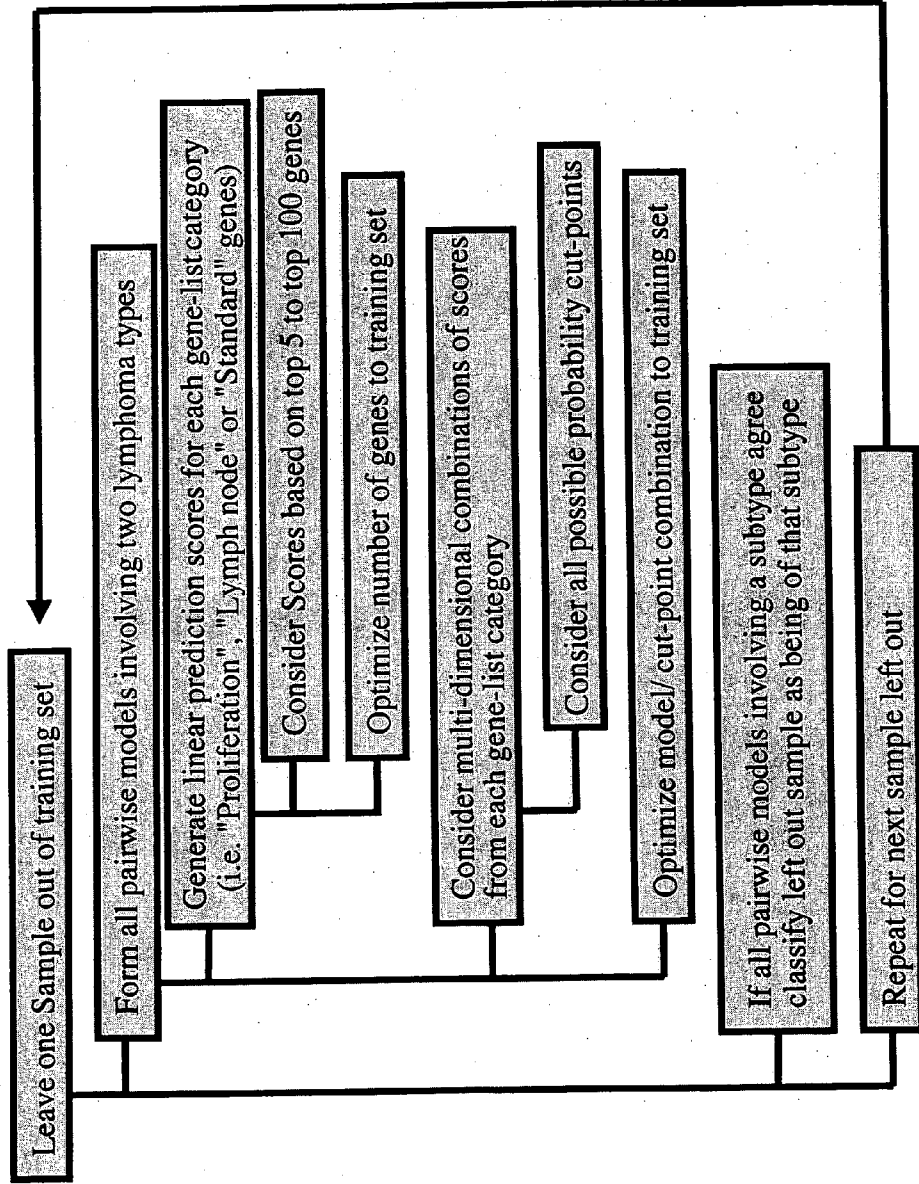 Leave one Sample out of training set
Form all pairwise models involving two lymphoma types
Generate linear prediction scores for each gene-list category
(i.e. "Proliferation", "Lymph node" or "Standard" genes)
Consider Scores based on top 5 to top 100 genes
Optimize number of genes to training set
Consider multi-dimensional combinations of scores
from each gene-list category
Consider all possible probability cut-points
Optimize model/ cut-point combination to training set
If all pairwise models involving a subtype agree
classify left out sample as being of that subtype
Repeat for next sample left out